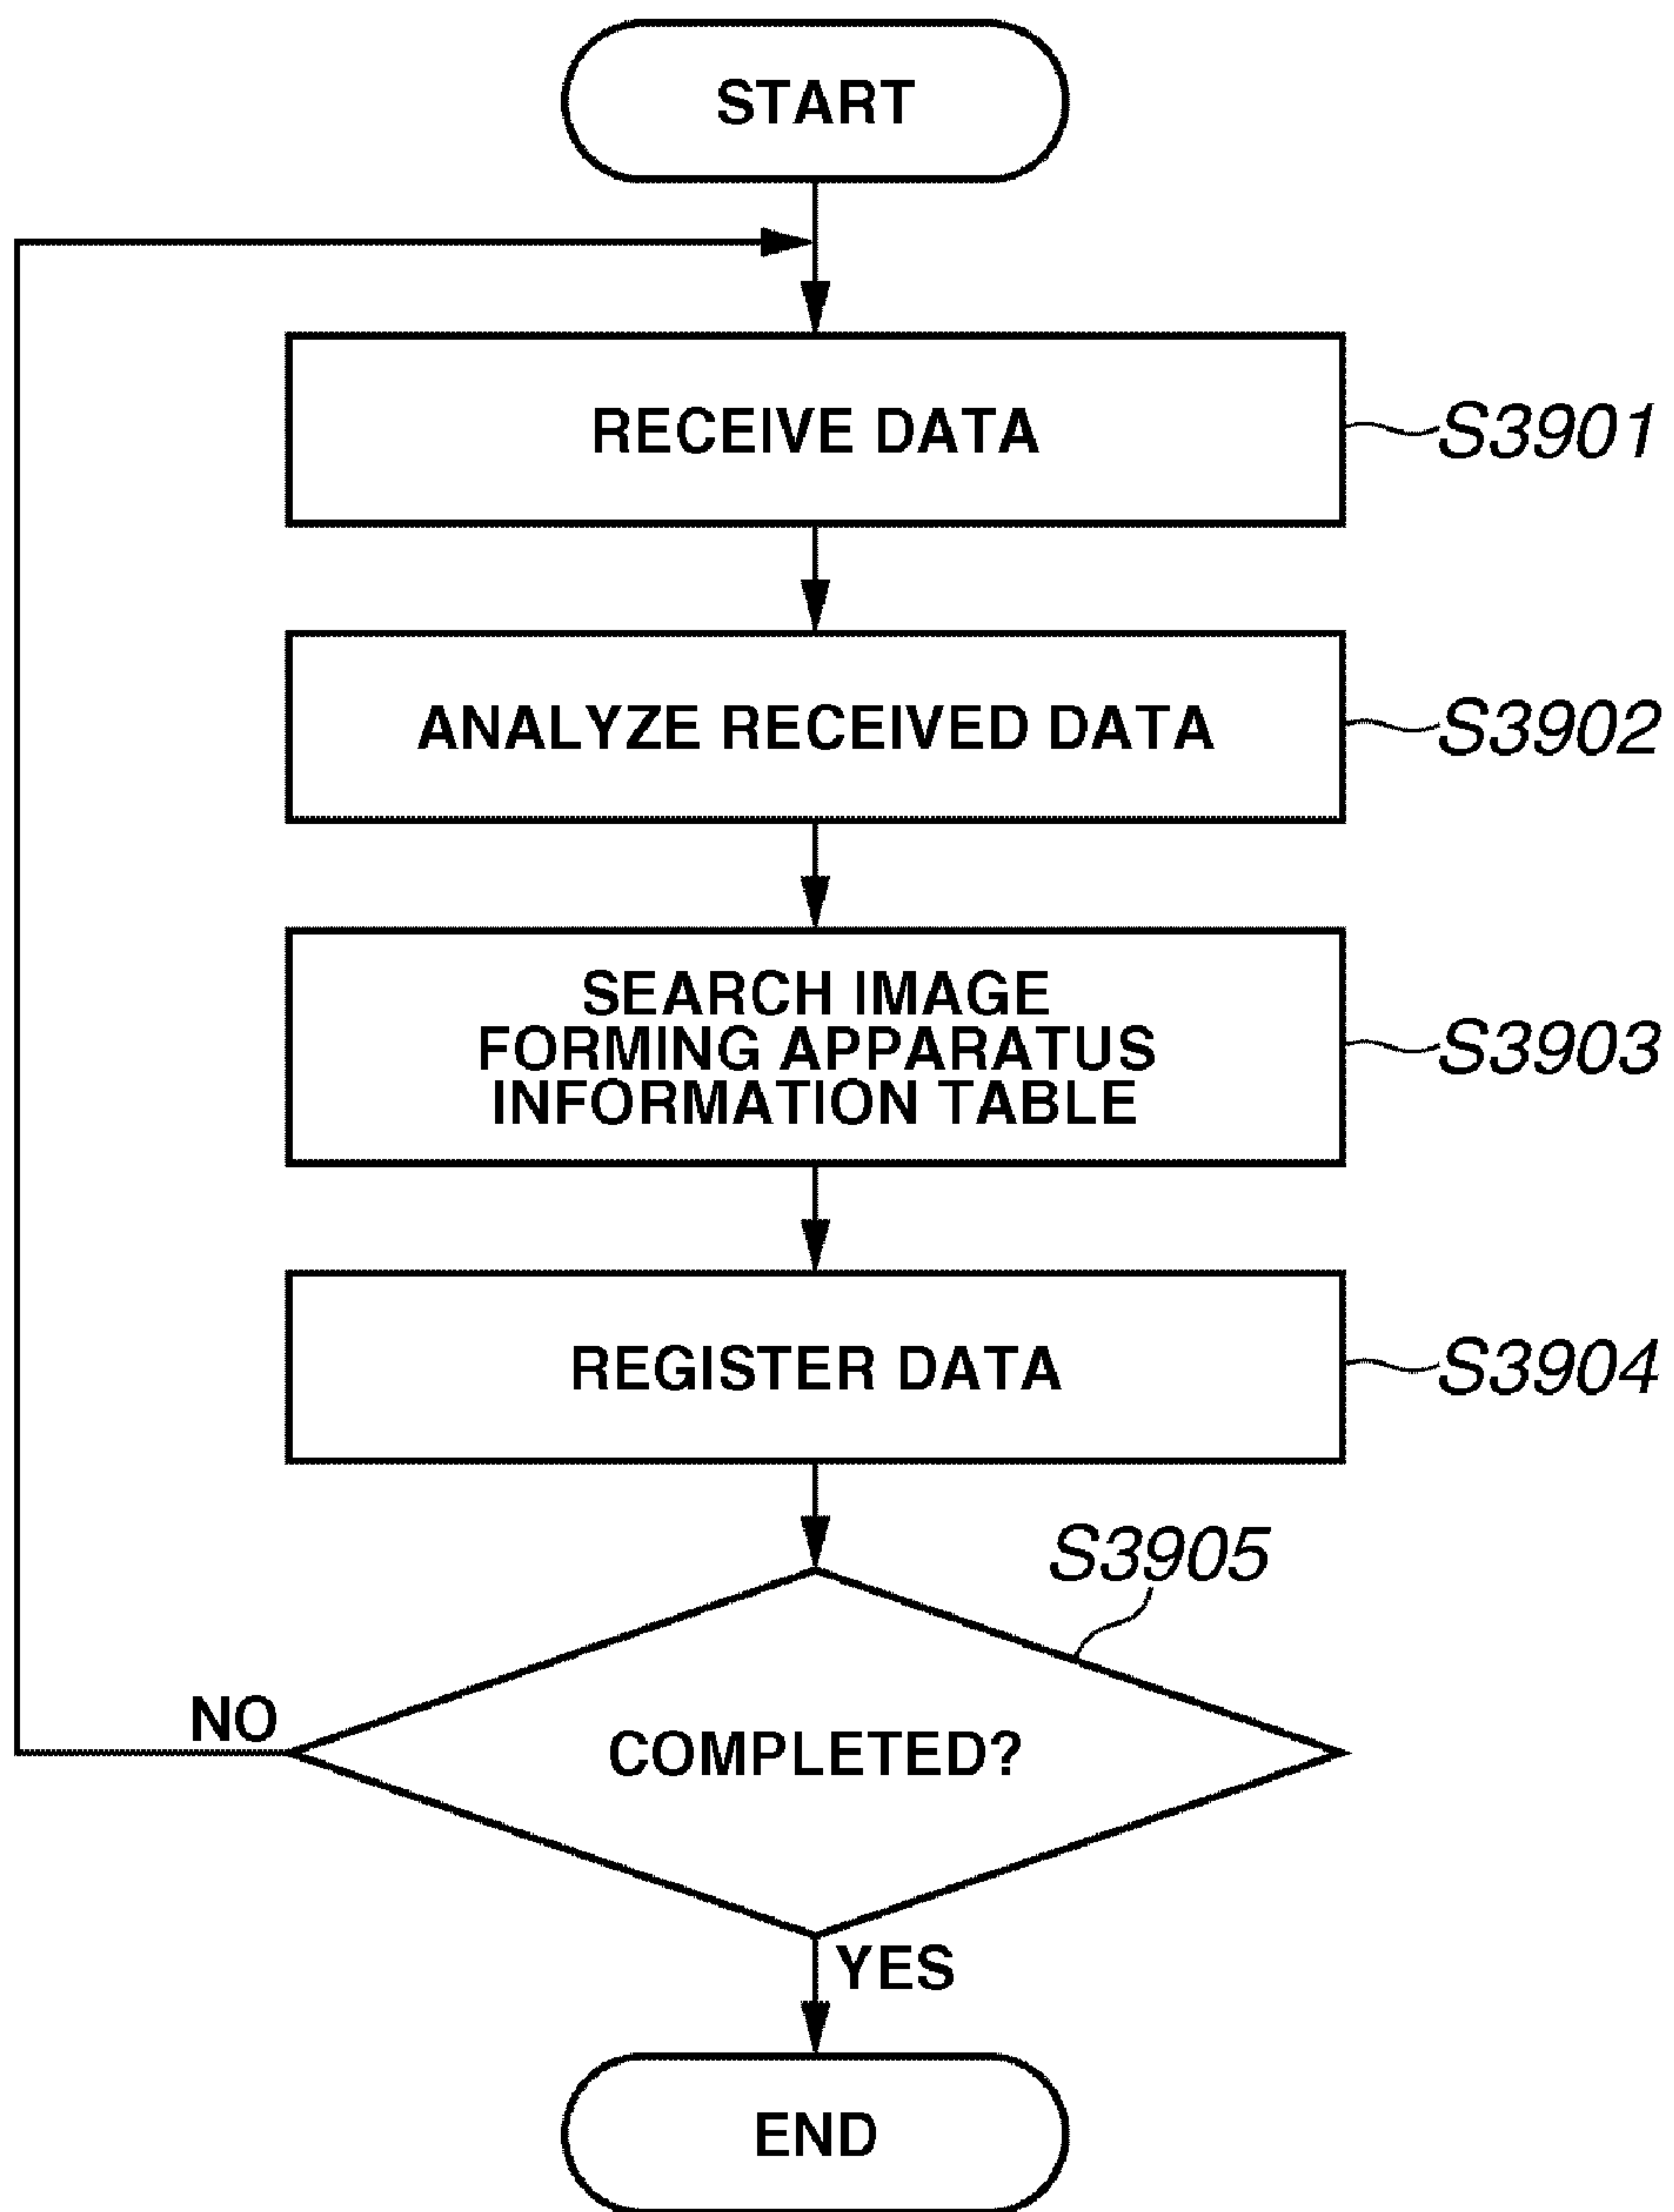 START
RECEIVE DATA
S3901
ANALYZE RECEIVED DATA
S3902
SEARCH IMAGE
FORMING APPARATUS
INFORMATION TABLE
S3903
REGISTER DATA
S3904
S3905
COMPLETED?
NO
YES
END